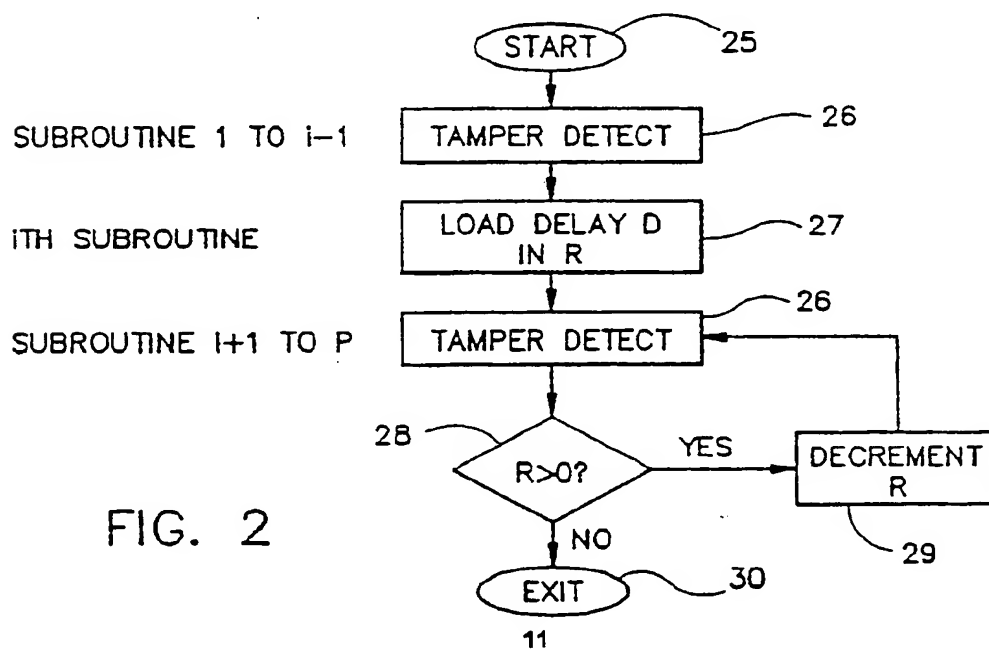 START
25
SUBROUTINE 1 TO i-1
TAMPER DETECT
26
iTH SUBROUTINE
LOAD DELAY D
IN R
27
SUBROUTINE i+1 TO P
TAMPER DETECT
26
28
R>0?
YES
DECREMENT
R
29
NO
FIG. 2
EXIT
30
11